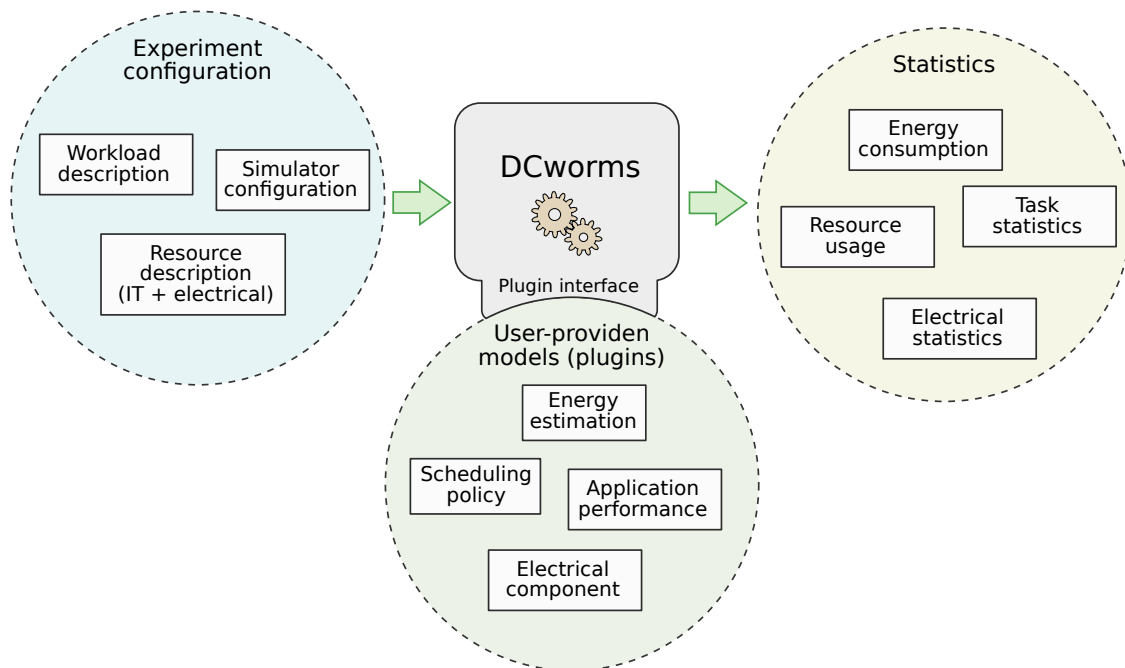 Experiment
configuration
Workload
description
Simulator
configuration
Resource
description
(IT + electrical)
DCworms
Plugin interface
User-providen
models (plugins)
Energy
estimation
Scheduling
policy
Application
performance
Electrical
component
Statistics
Energy
consumption
Resource
usage
Task
statistics
Electrical
statistics